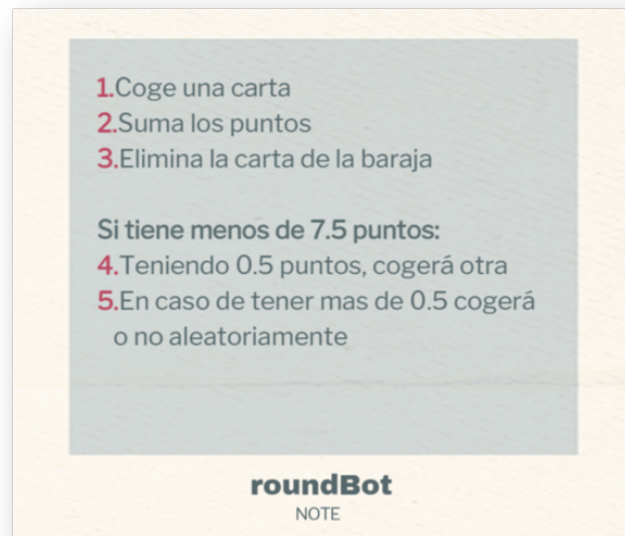 1.Coge una carta
2.Suma los puntos
3.Elimina la carta de la baraja
Si tiene menos de 7.5 puntos:
4.Teniendo 0.5 puntos, cogerá otra
5.En caso de tener mas de 0.5 cogerá
o no aleatoriamente
roundBot
NOTE